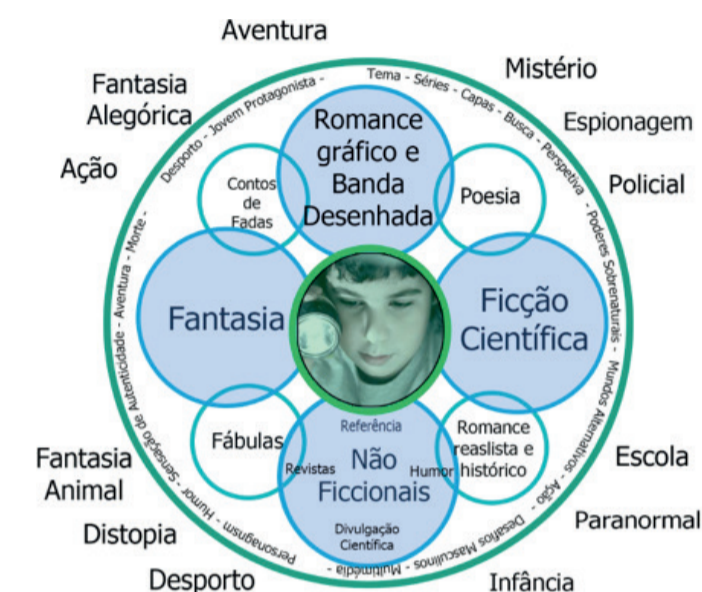 Aventura
Mistério
Fantasia
Alegórica
Espionagem
Ação
Policial
Desporto - Jovem Protagonista -
Tema - Séries - Capas - Busca - Perspetiva - Poderes Sobrenaturais - Mundos Alternativos - Ação - Desafios Masculinos - Multimédia -
Personagnsm - Humor - Sensação de Autenticidade - Aventura - Morte -
Romance
gráfico e
Banda
Desenhada
Contos
de
Fadas
Poesia
Fantasia
Ficção
Científica
Fábulas
Referência
Revistas
Não
Ficcionais
Humor
Divulgação
Científica
Romance
reaslista e
histórico
Fantasia
Animal
Escola
Distopia
Paranormal
Desporto
Infância